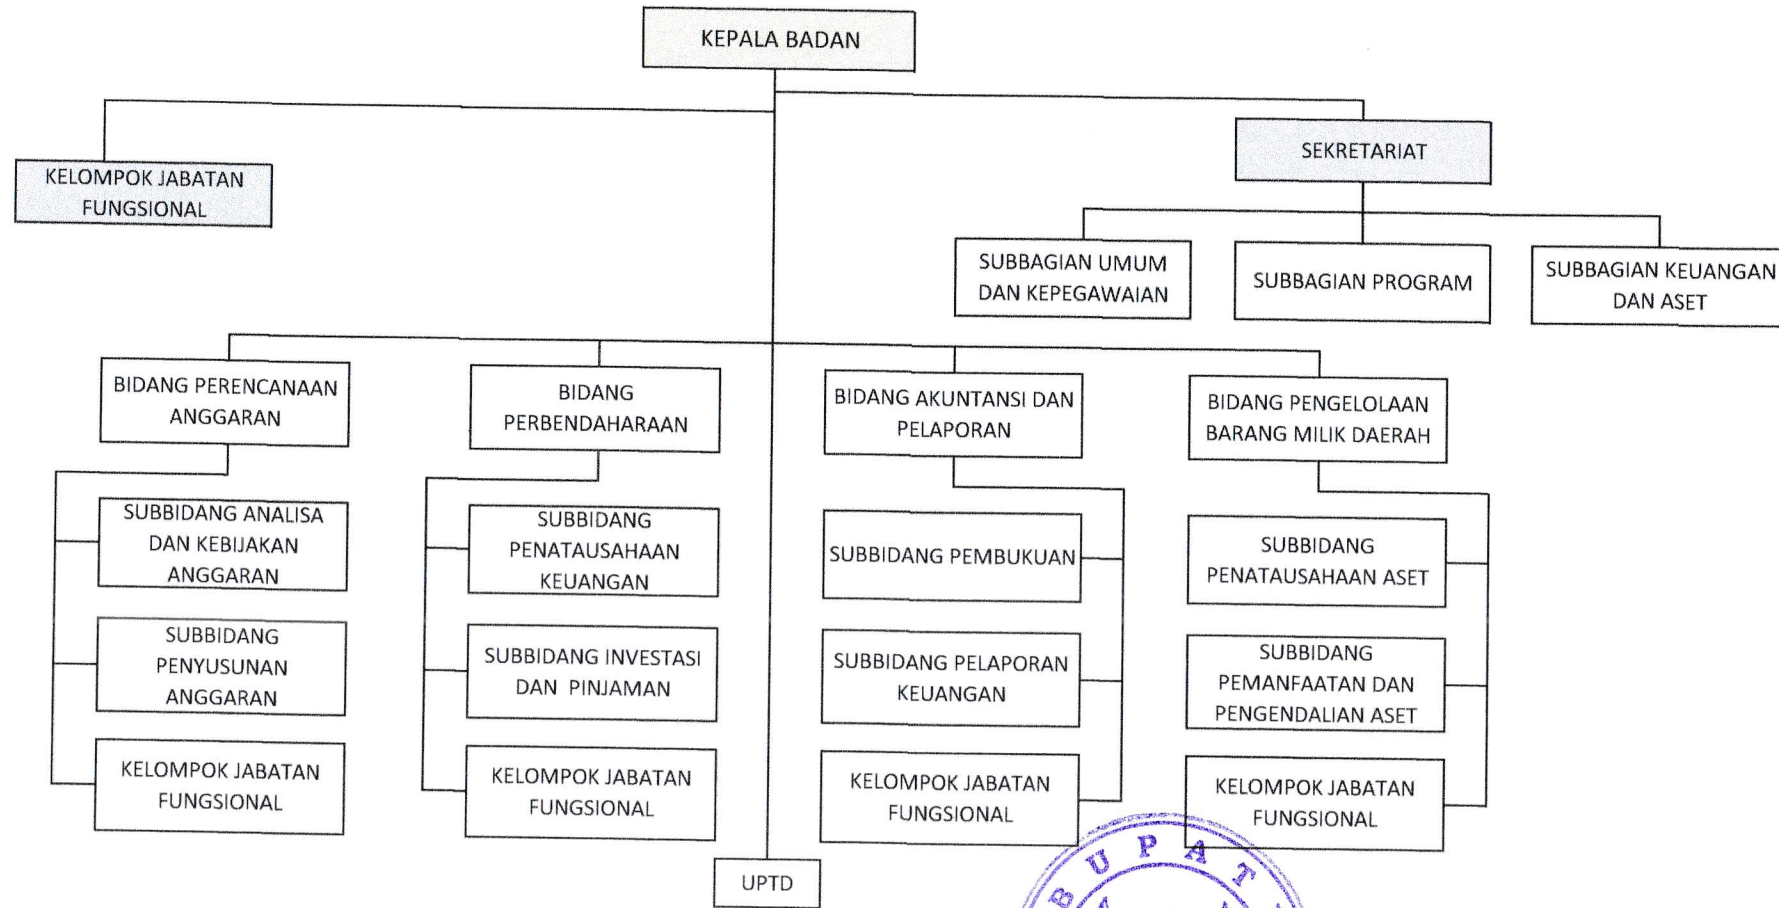 KEPALA BADAN
KELOMPOK JABATAN
FUNGSIONAL
SEKRETARIAT
SUBBAGIAN UMUM
DAN KEPEGAWAIAN
SUBBAGIAN PROGRAM
SUBBAGIAN KEUANGAN
DAN ASET
BIDANG PERENCANAAN
ANGGARAN
BIDANG
PERBENDAHARAAN
BIDANG AKUNTANSI DAN
PELAPORAN
BIDANG PENGELOLAAN
BARANG MILIK DAERAH
SUBBIDANG ANALISA
DAN KEBIJAKAN
ANGGARAN
SUBBIDANG
PENATAUSAHAAN
KEUANGAN
SUBBIDANG PEMBUKUAN
SUBBIDANG
PENATAUSAHAAN ASET
SUBBIDANG
PENYUSUNAN
ANGGARAN
SUBBIDANG INVESTASI
DAN PINJAMAN
SUBBIDANG PELAPORAN
KEUANGAN
SUBBIDANG
PEMANFAATAN DAN
PENGENDALIAN ASET
KELOMPOK JABATAN
FUNGSIONAL
KELOMPOK JABATAN
FUNGSIONAL
KELOMPOK JABATAN
FUNGSIONAL
KELOMPOK JABATAN
FUNGSIONAL
UPTD
BUPAT